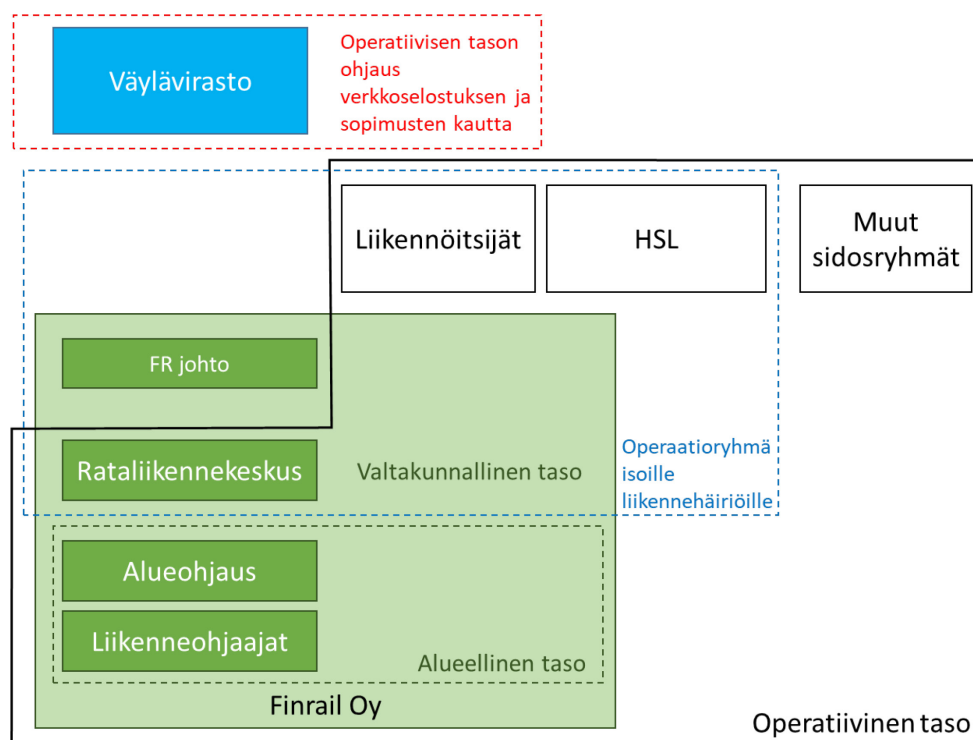 Väylävirasto
Operatiivisen tason
ohjaus
verkkoselostuksen ja
sopimusten kautta
Liikennöitsijät
HSL
Muut
sidosryhmät
FR johto
Rataliikennekeskus
Valtakunnallinen taso
Operaatioryhmä
isoille
liikennehäiriöille
Alueohjaus
Liikenneohjaajat
Alueellinen taso
Finrail Oy
Operatiivinen taso